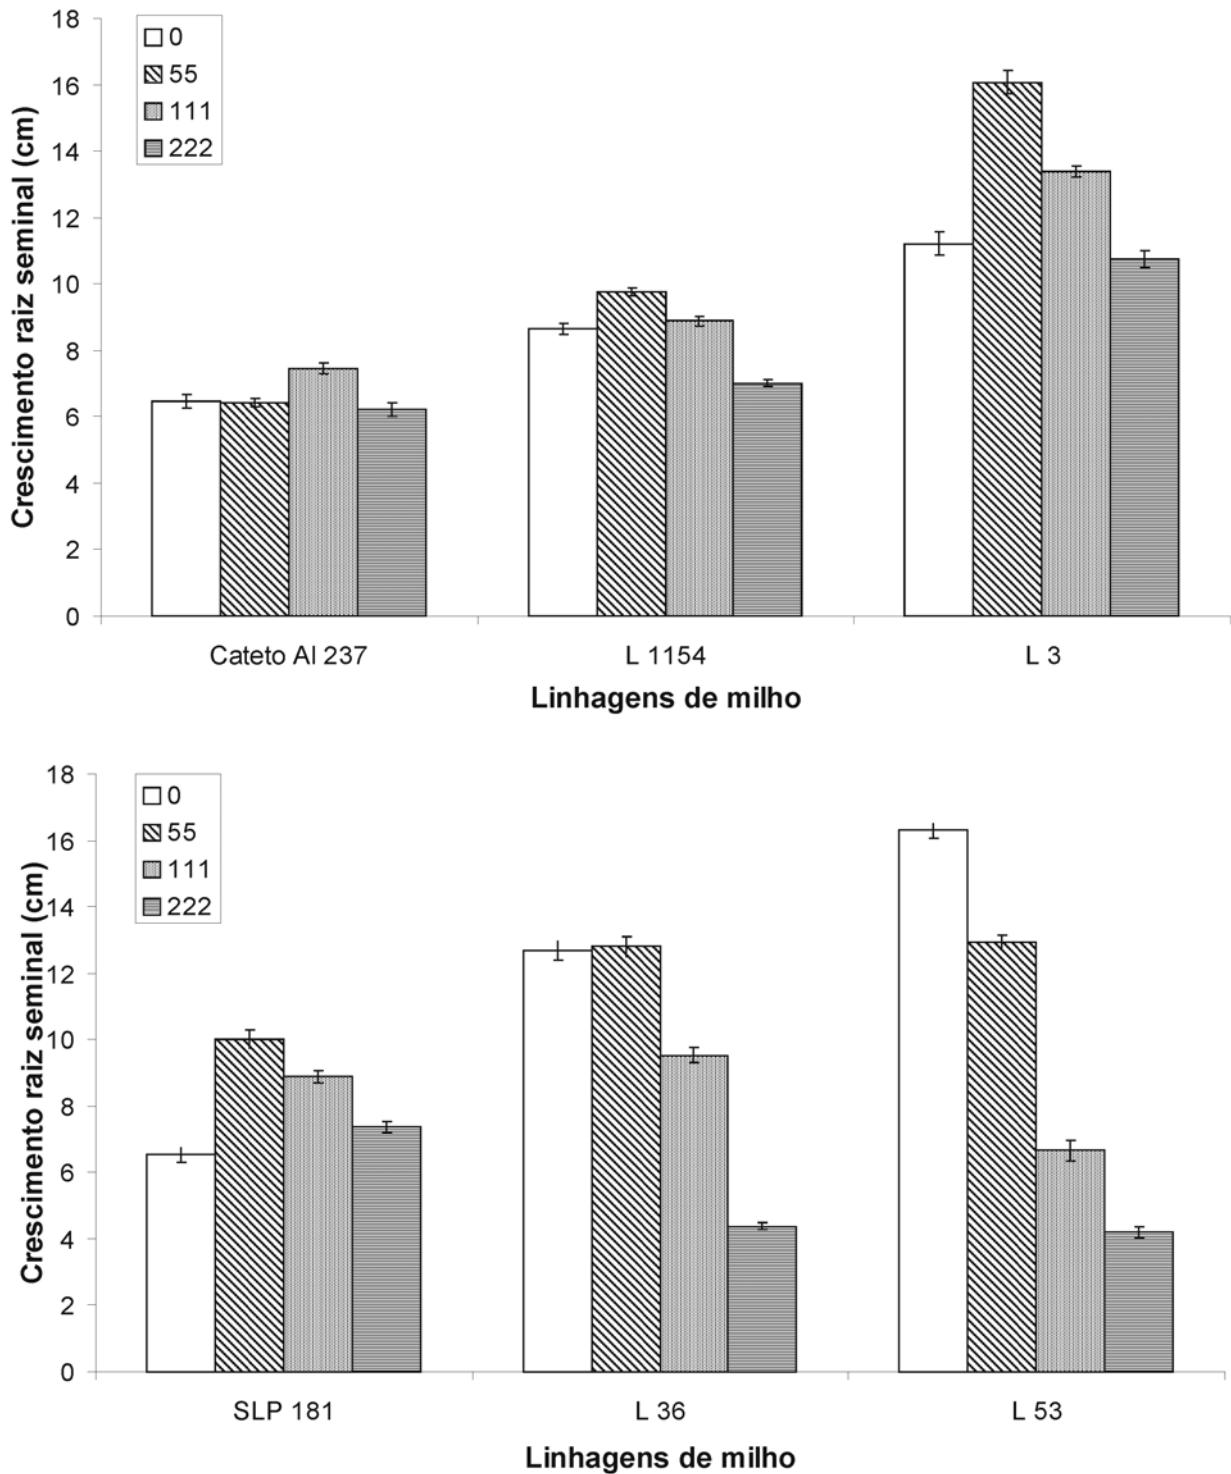 18
16
14
12
10
8
6
4
2
0
Crescimento raiz seminal (cm)
0
55
111
222
Cateto Al 237
L 1154
L 3
Linhagens de milho
18
16
14
12
10
8
6
4
2
0
Crescimento raiz seminal (cm)
0
55
111
222
SLP 181
L 36
L 53
Linhagens de milho